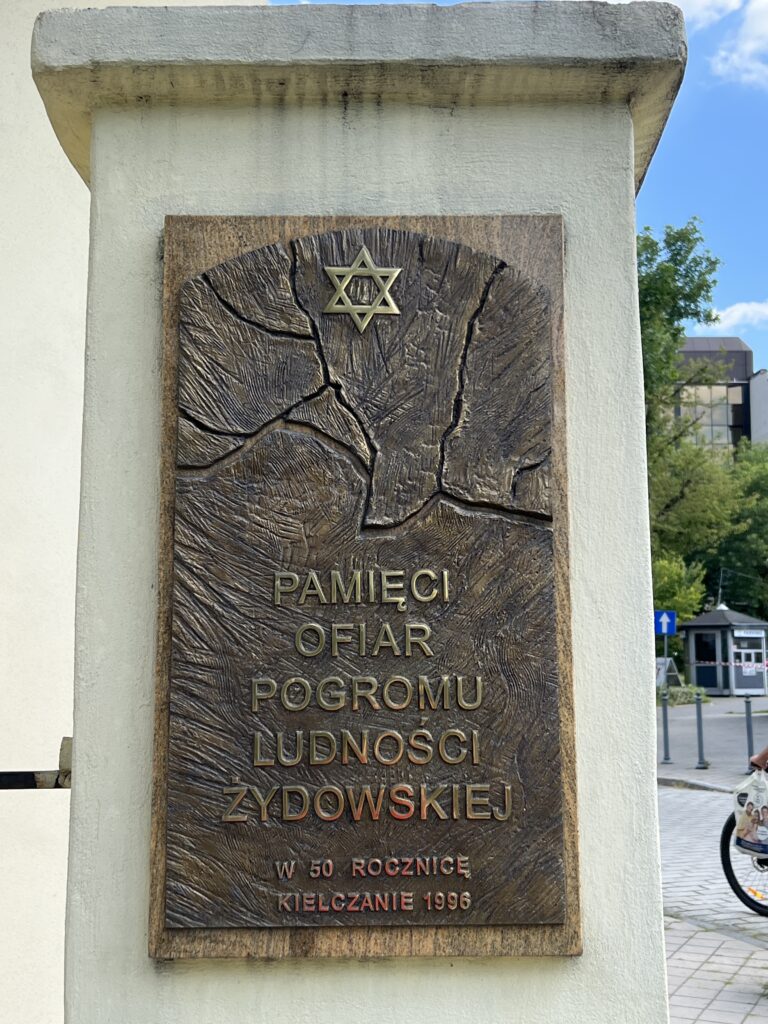 PAMIĘCI
OFIAR
POGROMU
LUDNOŚCI
ŻYDOWSKIEJ
W 50 ROCZNICĘ
KIELCZANIE 1996